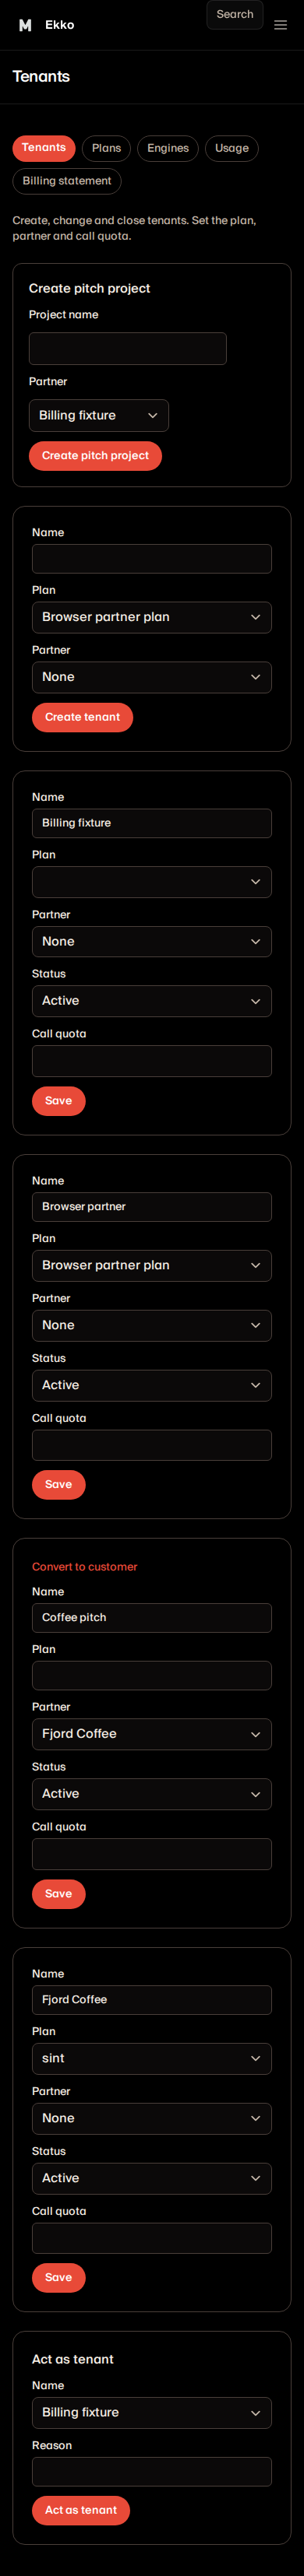 Ekko
Search
Tenants
Tenants
Plans
Engines
Usage
Billing statement
Create, change and close tenants. Set the plan,
partner and call quota.
Create pitch project
Project name
Partner
Billing fixture
Create pitch project
Name
Plan
Browser partner plan
Partner
None
Create tenant
Name
Billing fixture
Plan
Partner
None
Status
Active
Call quota
Save
Name
Browser partner
Plan
Browser partner plan
Partner
None
Status
Active
Call quota
Save
Convert to customer
Name
Coffee pitch
Plan
Partner
Fjord Coffee
Status
Active
Call quota
Save
Name
Fjord Coffee
Plan
sint
Partner
None
Status
Active
Call quota
Save
Act as tenant
Name
Billing fixture
Reason
Act as tenant